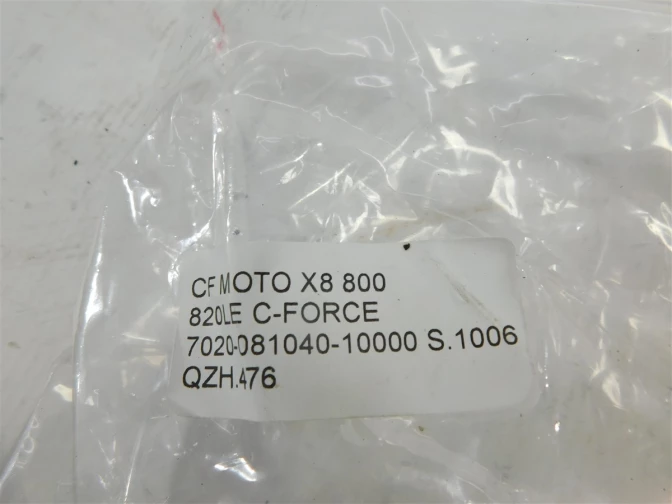 CF MOTO X8 800
820LE C-FORCE
7020-081040-10000 S.1006
QZH.476